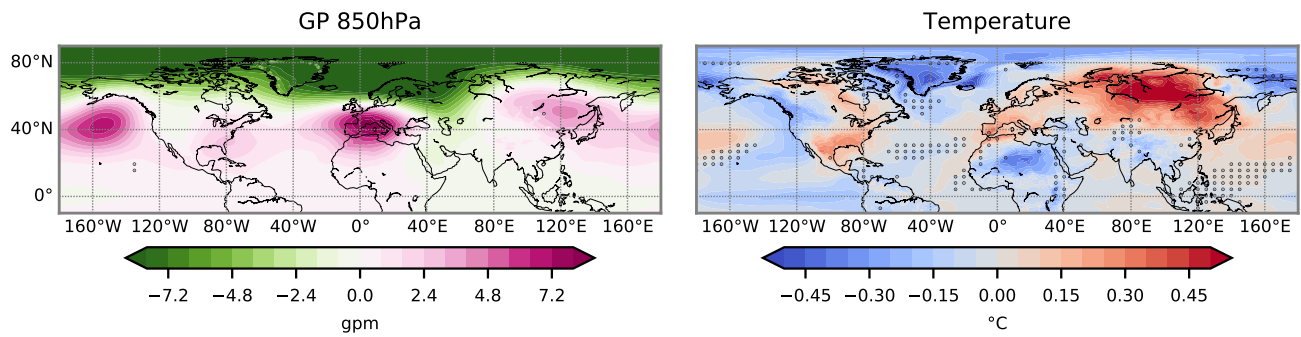 GP 850hPa
Temperature
80°N
40°N
0°
160°W 120°W 80°W 40°W 0° 40°E 80°E 120°E 160°E
160°W 120°W 80°W 40°W 0° 40°E 80°E 120°E 160°E
−7.2 −4.8 −2.4 0.0 2.4 4.8 7.2
−0.45 −0.30 −0.15 0.00 0.15 0.30 0.45
gpm
°C